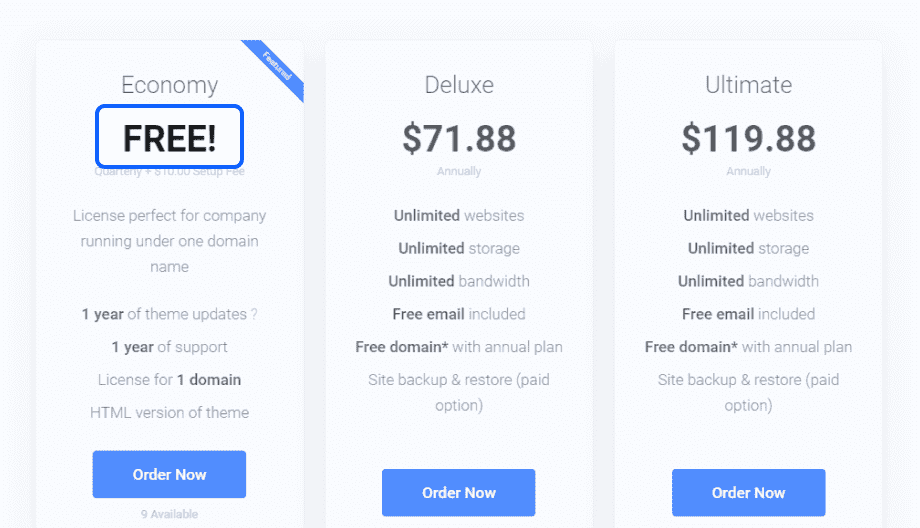 Featured
Economy
FREE!
Quarterly + $10.00 Setup Fee
License perfect for company
running under one domain
name
1 year of theme updates ?
1 year of support
License for 1 domain
HTML version of theme
Order Now
9 Available
Deluxe
$71.88
Annually
Unlimited websites
Unlimited storage
Unlimited bandwidth
Free email included
Free domain* with annual plan
Site backup & restore (paid
option)
Order Now
Ultimate
$119.88
Annually
Unlimited websites
Unlimited storage
Unlimited bandwidth
Free email included
Free domain* with annual plan
Site backup & restore (paid
option)
Order Now